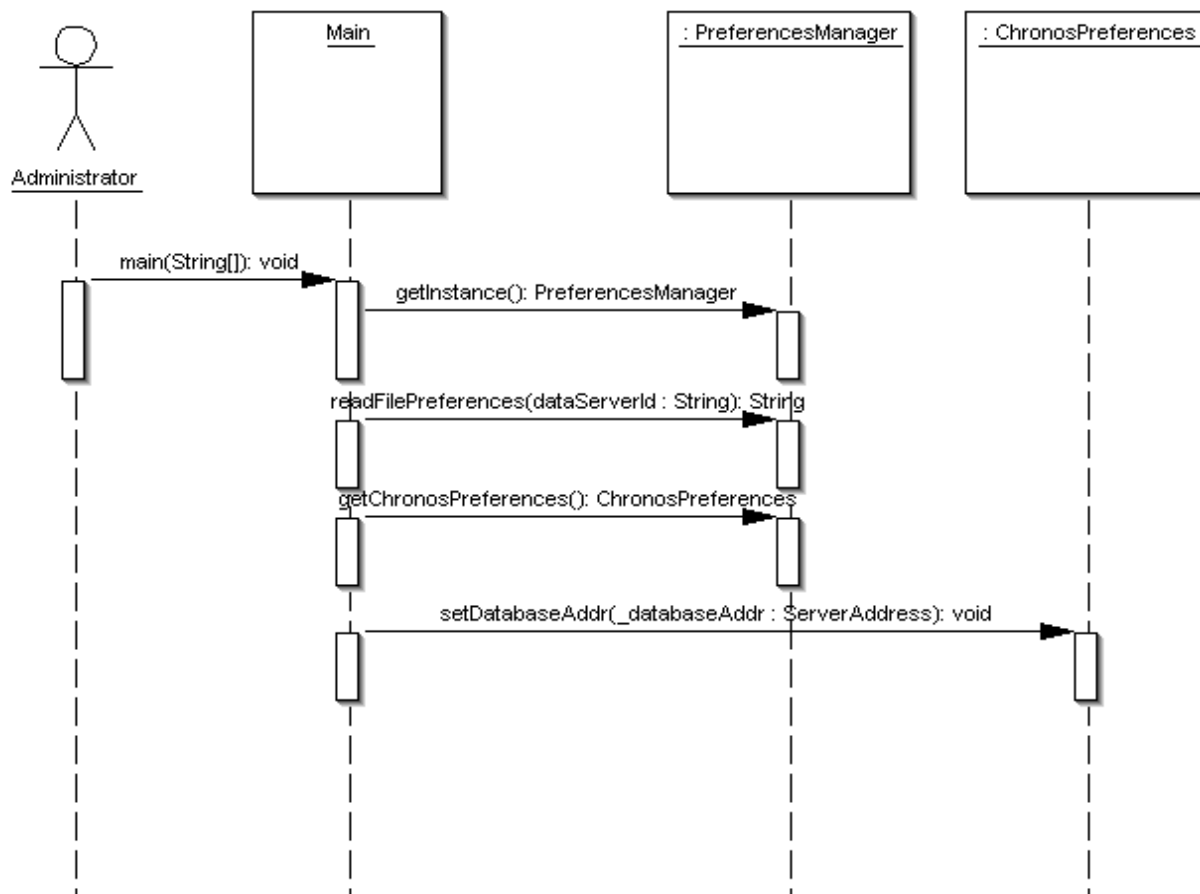 Main
: PreferencesManager
: ChronosPreferences
Administrator
main(String[]): void
getInstance(): PreferencesManager
readFilePreferences(dataServerId : String): String
getChronosPreferences(): ChronosPreferences
setDatabaseAddr(_databaseAddr : ServerAddress): void